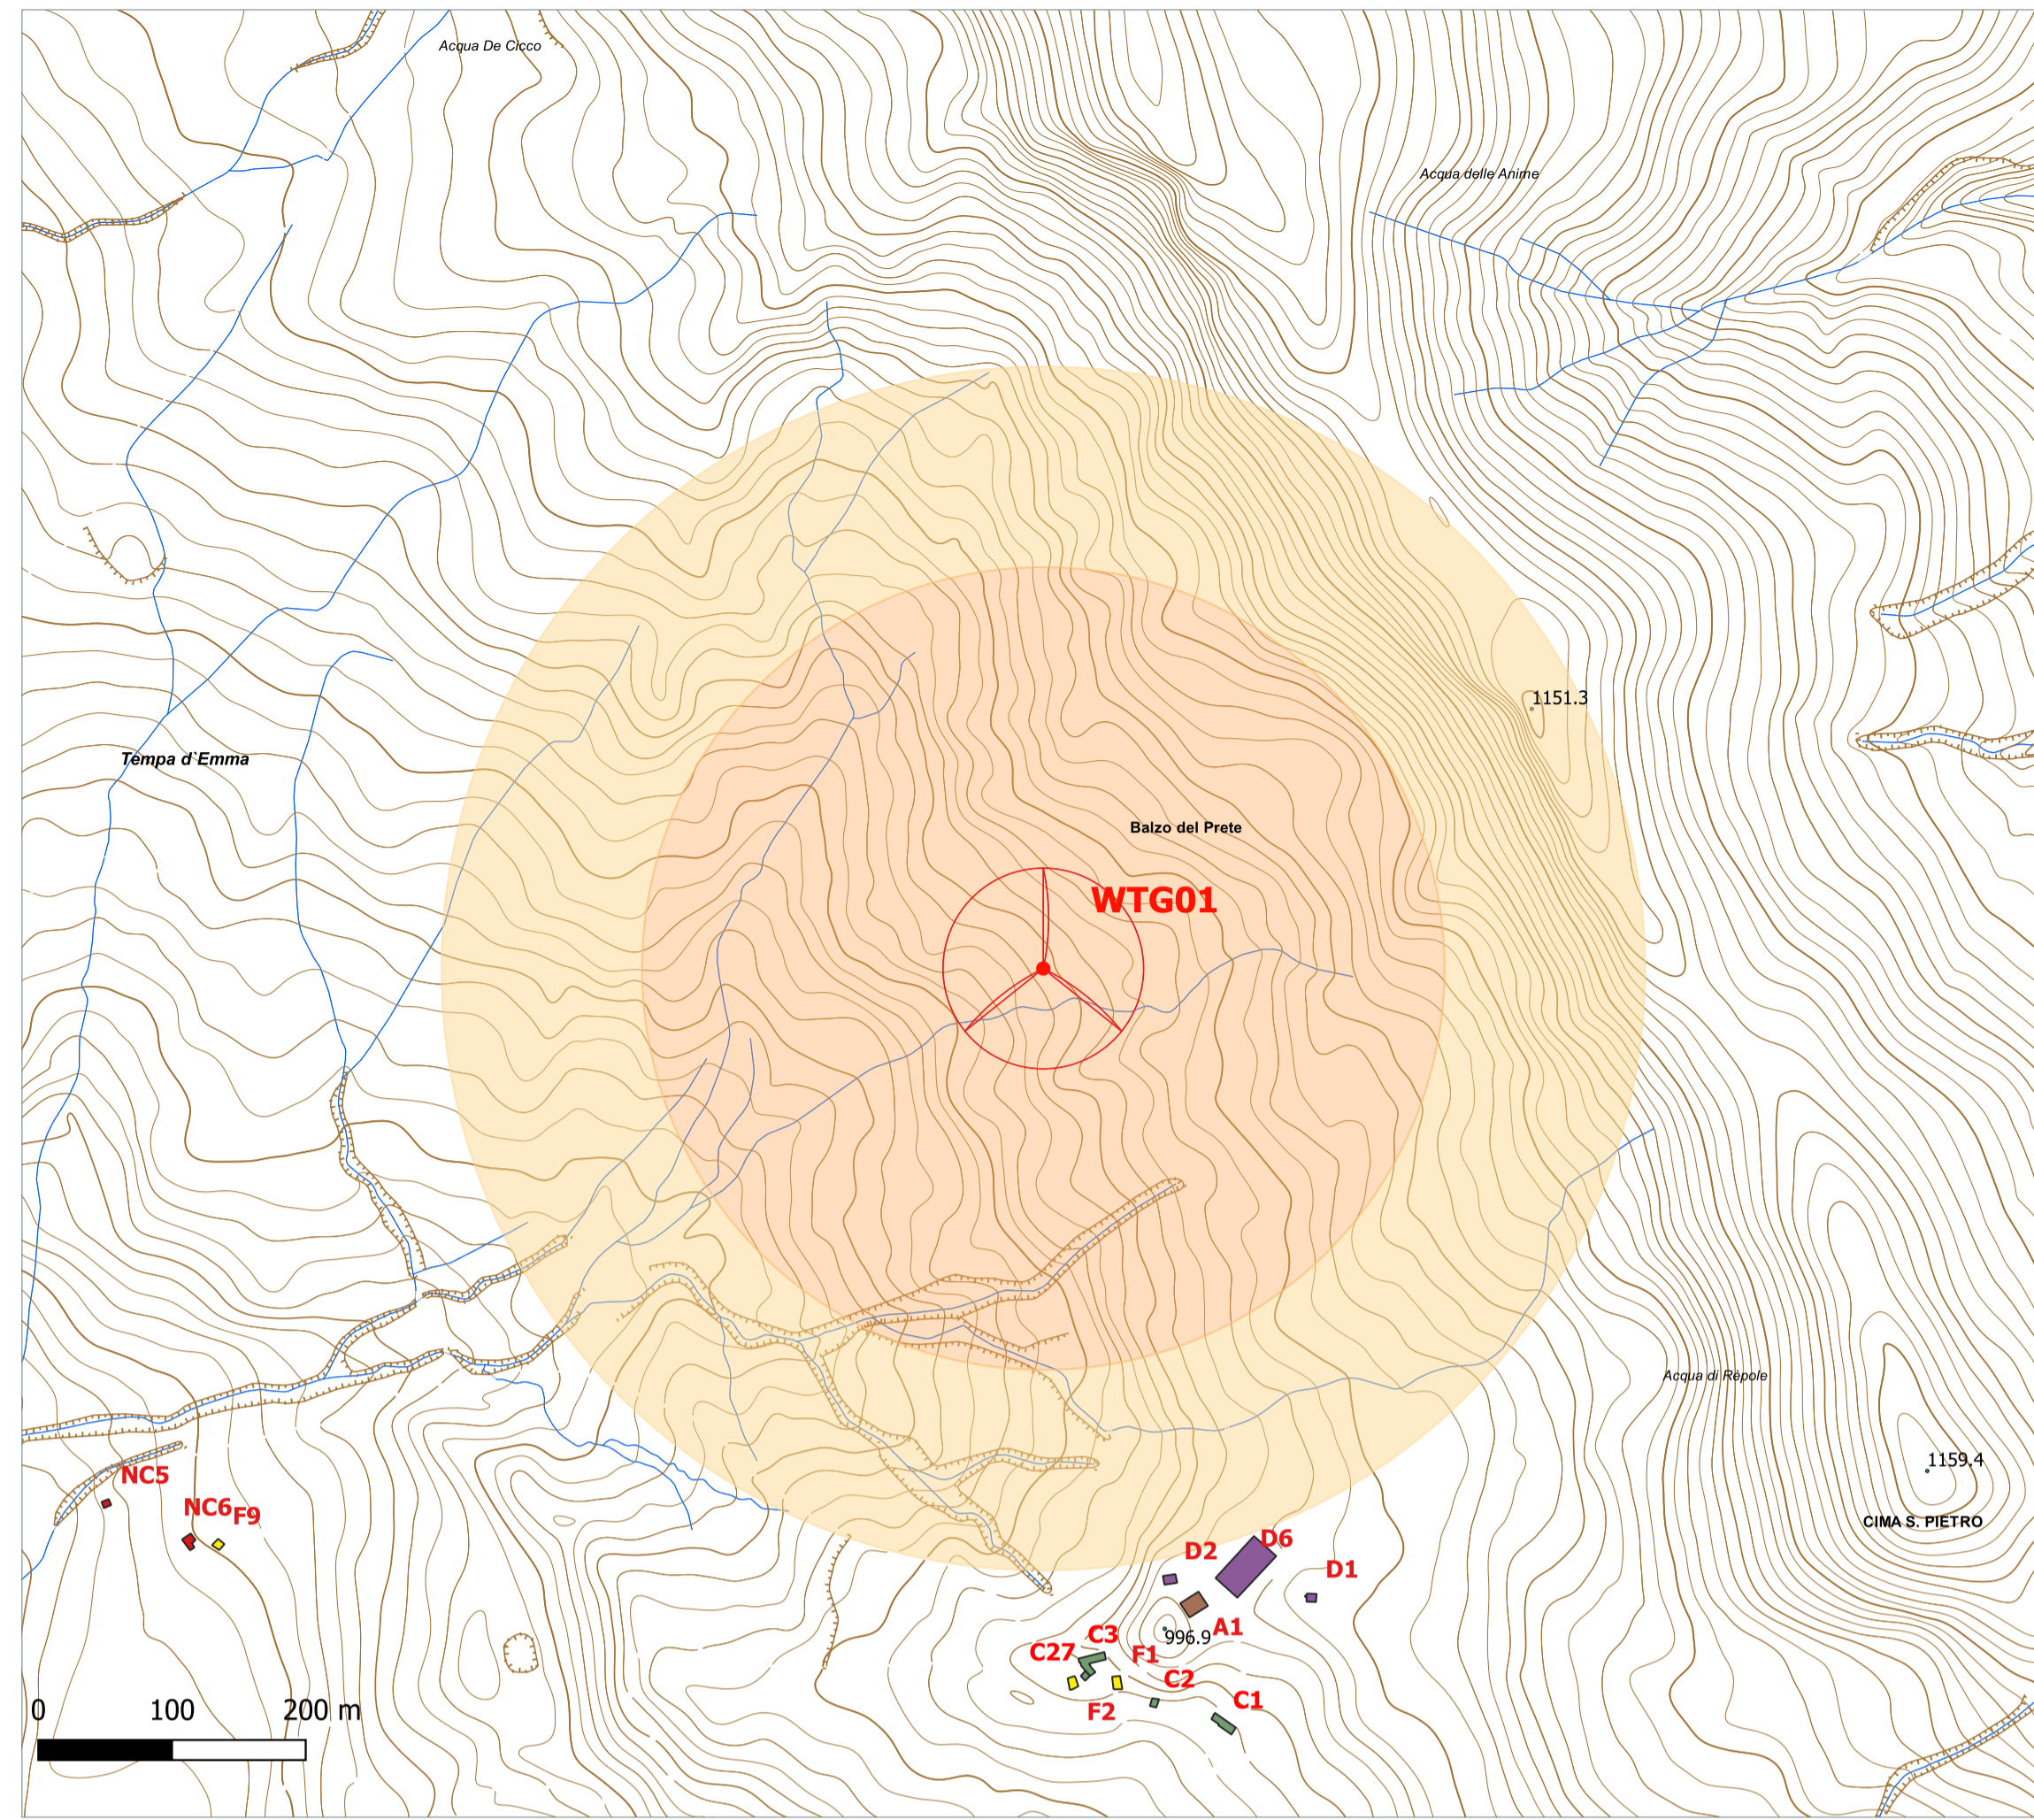 Acqua De Cicco
Acqua delle Anime
1151.3
Tempa d`Emma
Balzo del Prete
WTG01
Acqua di Rèpole
1159.4
NC5
NC6
F9
CIMA S. PIETRO
D2
D6
D1
C3
996.9
A1
C27
F1
C2
F2
C1
0 100 200 m